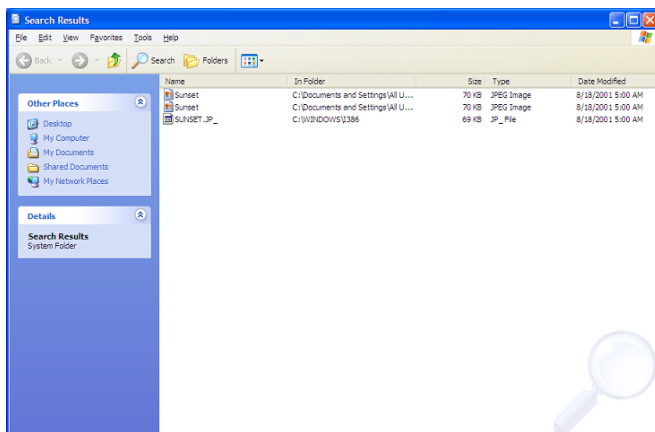 Search Results
File Edit View Favorites Tools Help
Back Search Folders
Name In Folder Size Type Date Modified
Sunset C:\Documents and Settings\All U... 70 KB JPEG Image 8/18/2001 5:00 AM
Sunset C:\Documents and Settings\All U... 70 KB JPEG Image 8/18/2001 5:00 AM
SUNSET.JP_ C:\WINDOWS\I386 69 KB JP_ File 8/18/2001 5:00 AM
Other Places
Desktop
My Computer
My Documents
Shared Documents
My Network Places
Details
Search Results
System Folder